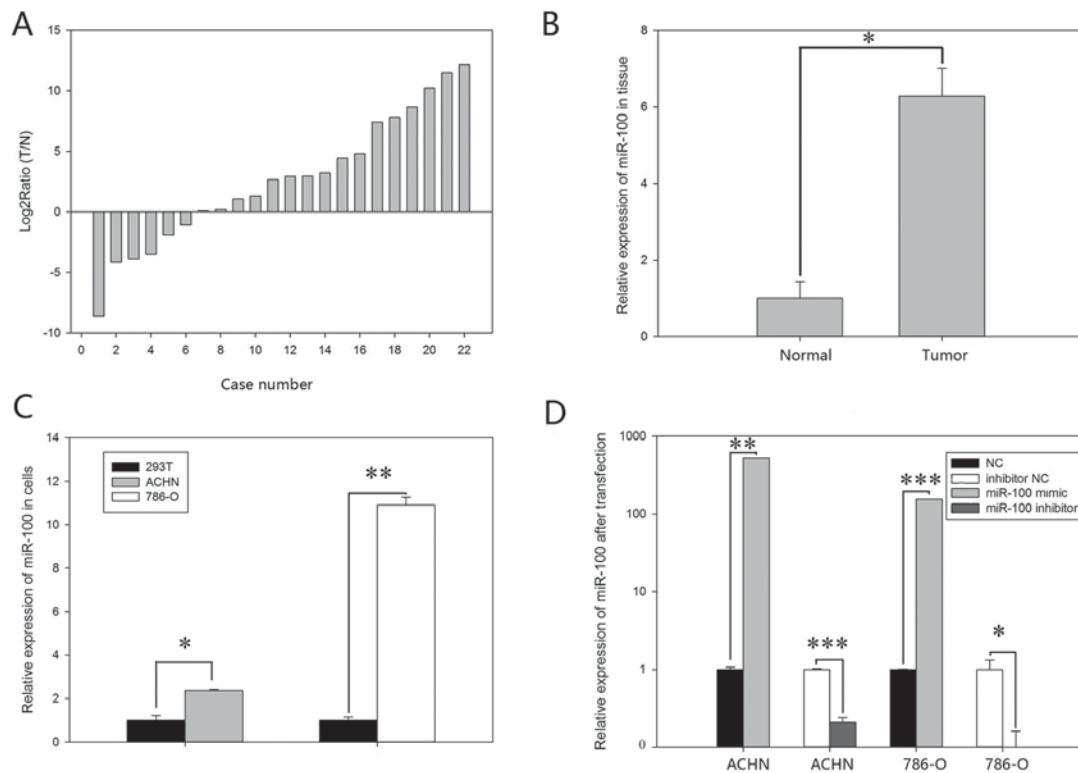 A
Log2Ratio (T/N)
15
10
5
0
-5
-10
0 2 4 6 8 10 12 14 16 18 20 22
Case number
B
Relative expression of miR-100 in tissue
8
6
4
2
0
*
Normal Tumor
C
Relative expression of miR-100 in cells
14
12
10
8
6
4
2
0
293T
ACHN
786-O
*
**
D
Relative expression of miR-100 after transfection
1000
100
10
1
0
NC
inhibitor NC
miR-100 mimic
miR-100 inhibitor
**
***
***
*
ACHN ACHN 786-O 786-O